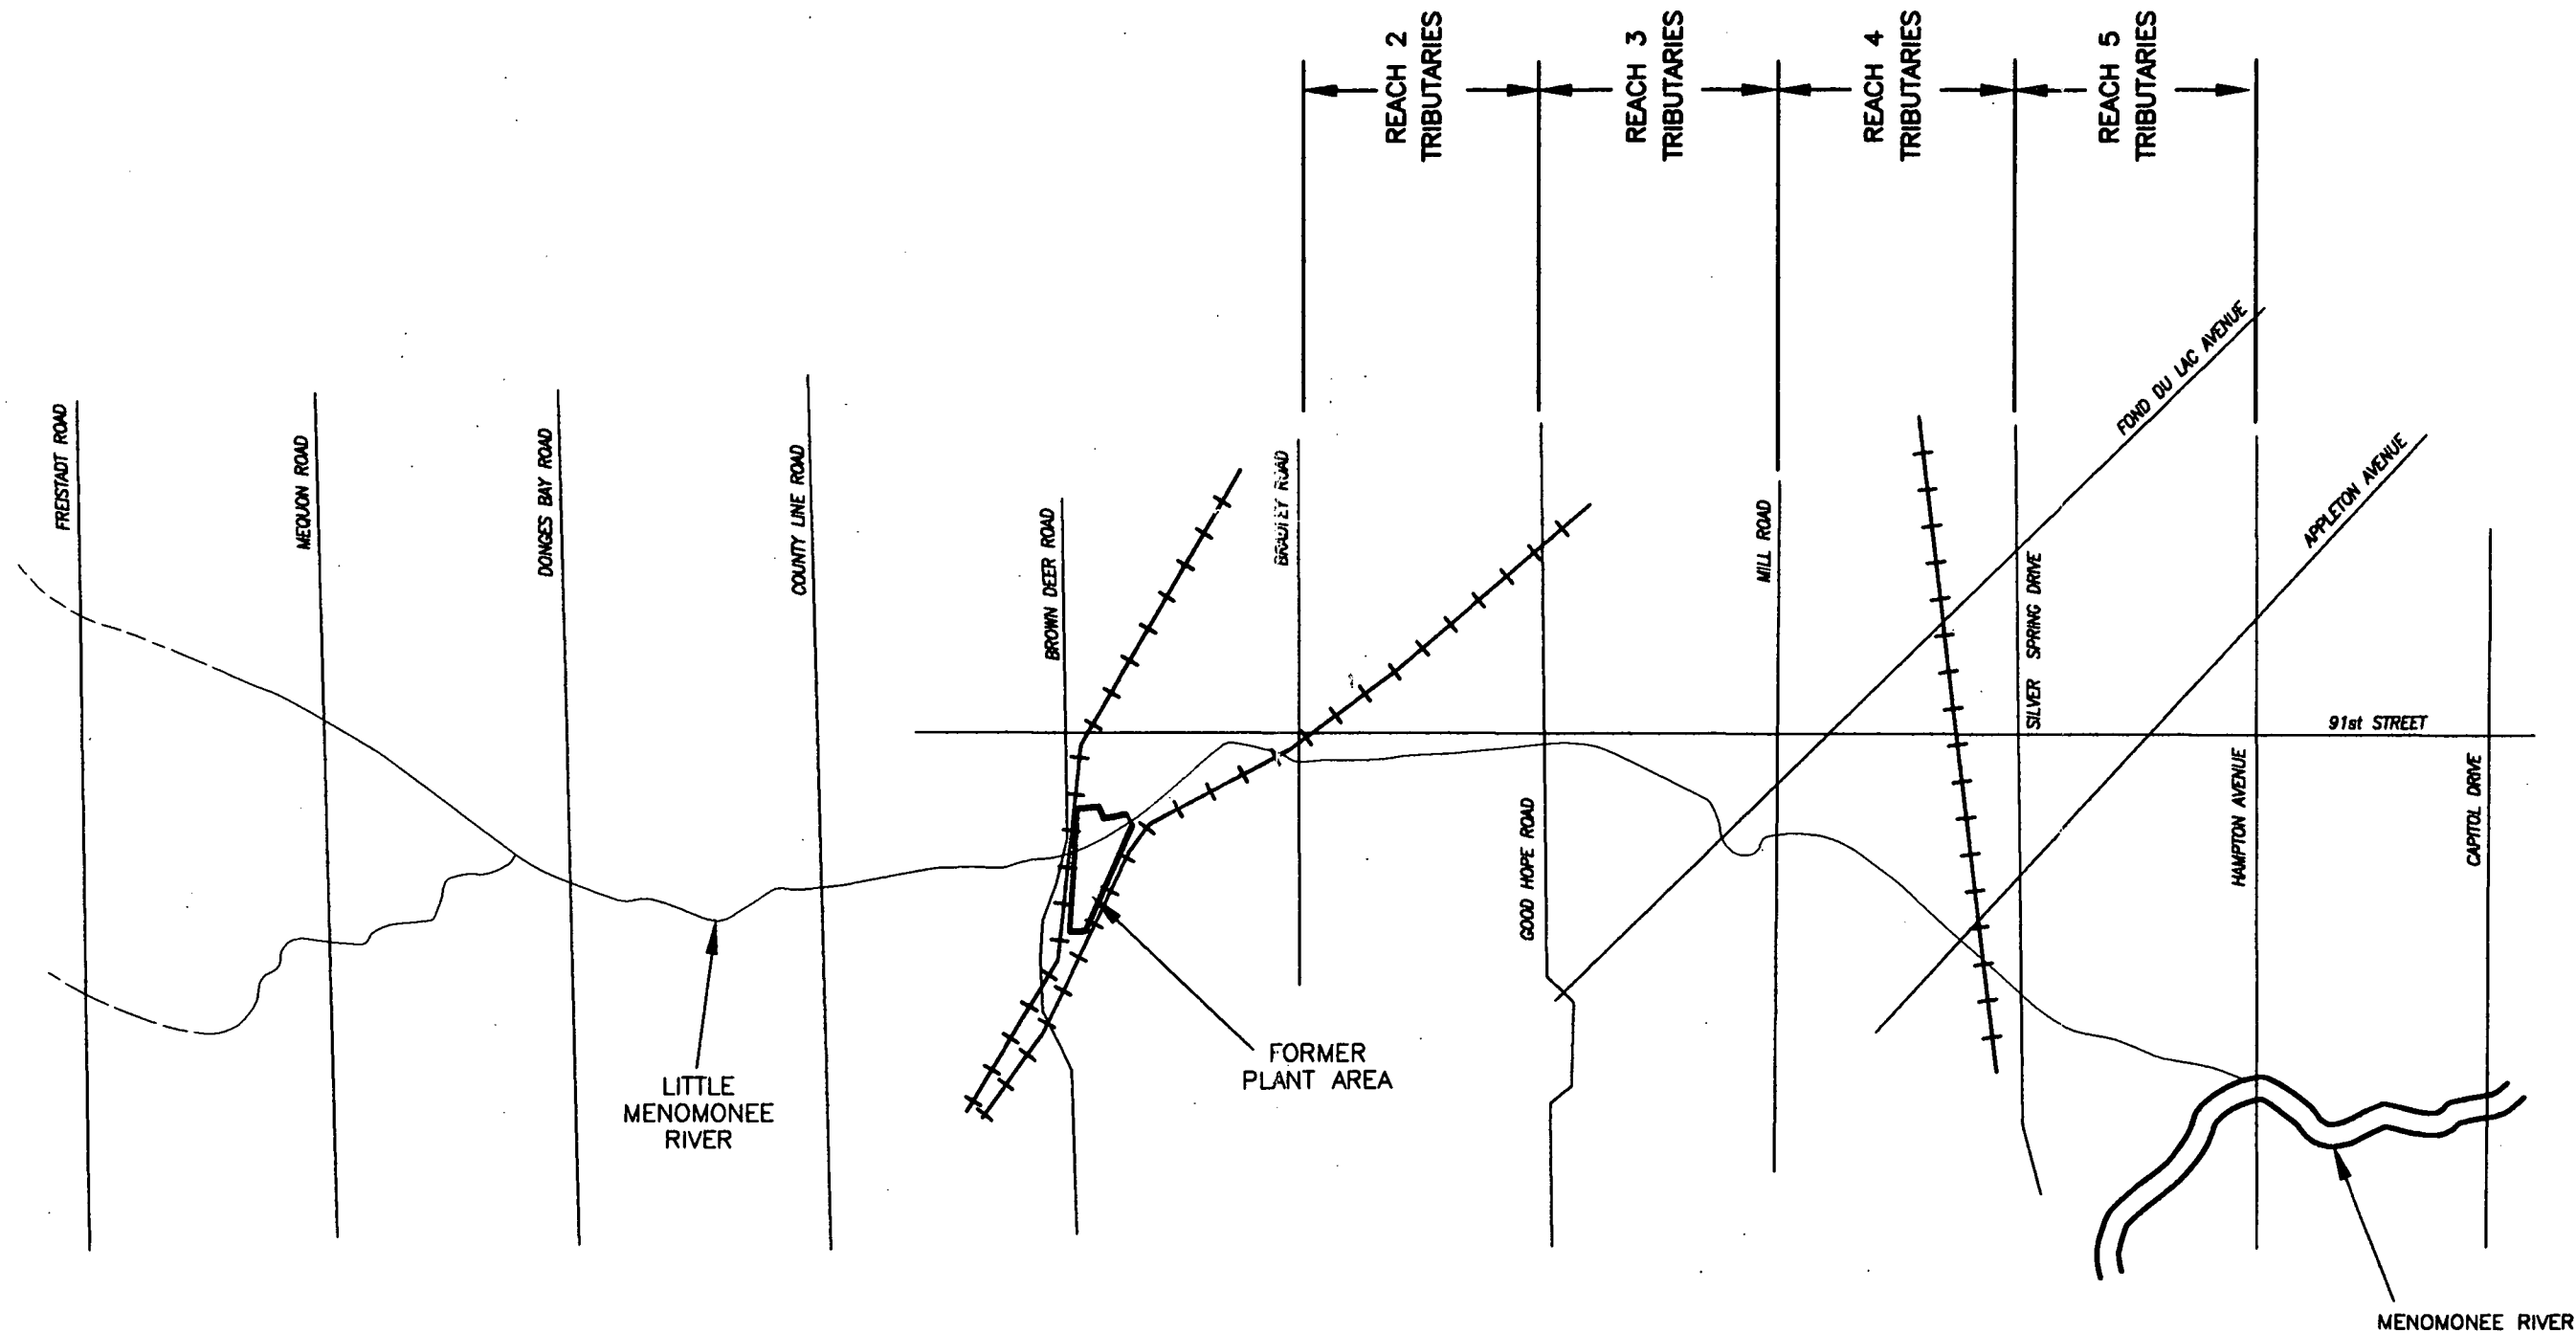 REACH 2
TRIBUTARIES
REACH 3
TRIBUTARIES
REACH 4
TRIBUTARIES
REACH 5
TRIBUTARIES
FREISTADT ROAD
MEQUON ROAD
DONGES BAY ROAD
COUNTY LINE ROAD
BROWN DEER ROAD
BRADLEY ROAD
GOOD HOPE ROAD
MILL ROAD
SILVER SPRING DRIVE
FOND DU LAC AVENUE
APPLETON AVENUE
91st STREET
HAMPTON AVENUE
CAPITOL DRIVE
LITTLE
MENOMONEE
RIVER
FORMER
PLANT AREA
MENOMONEE RIVER